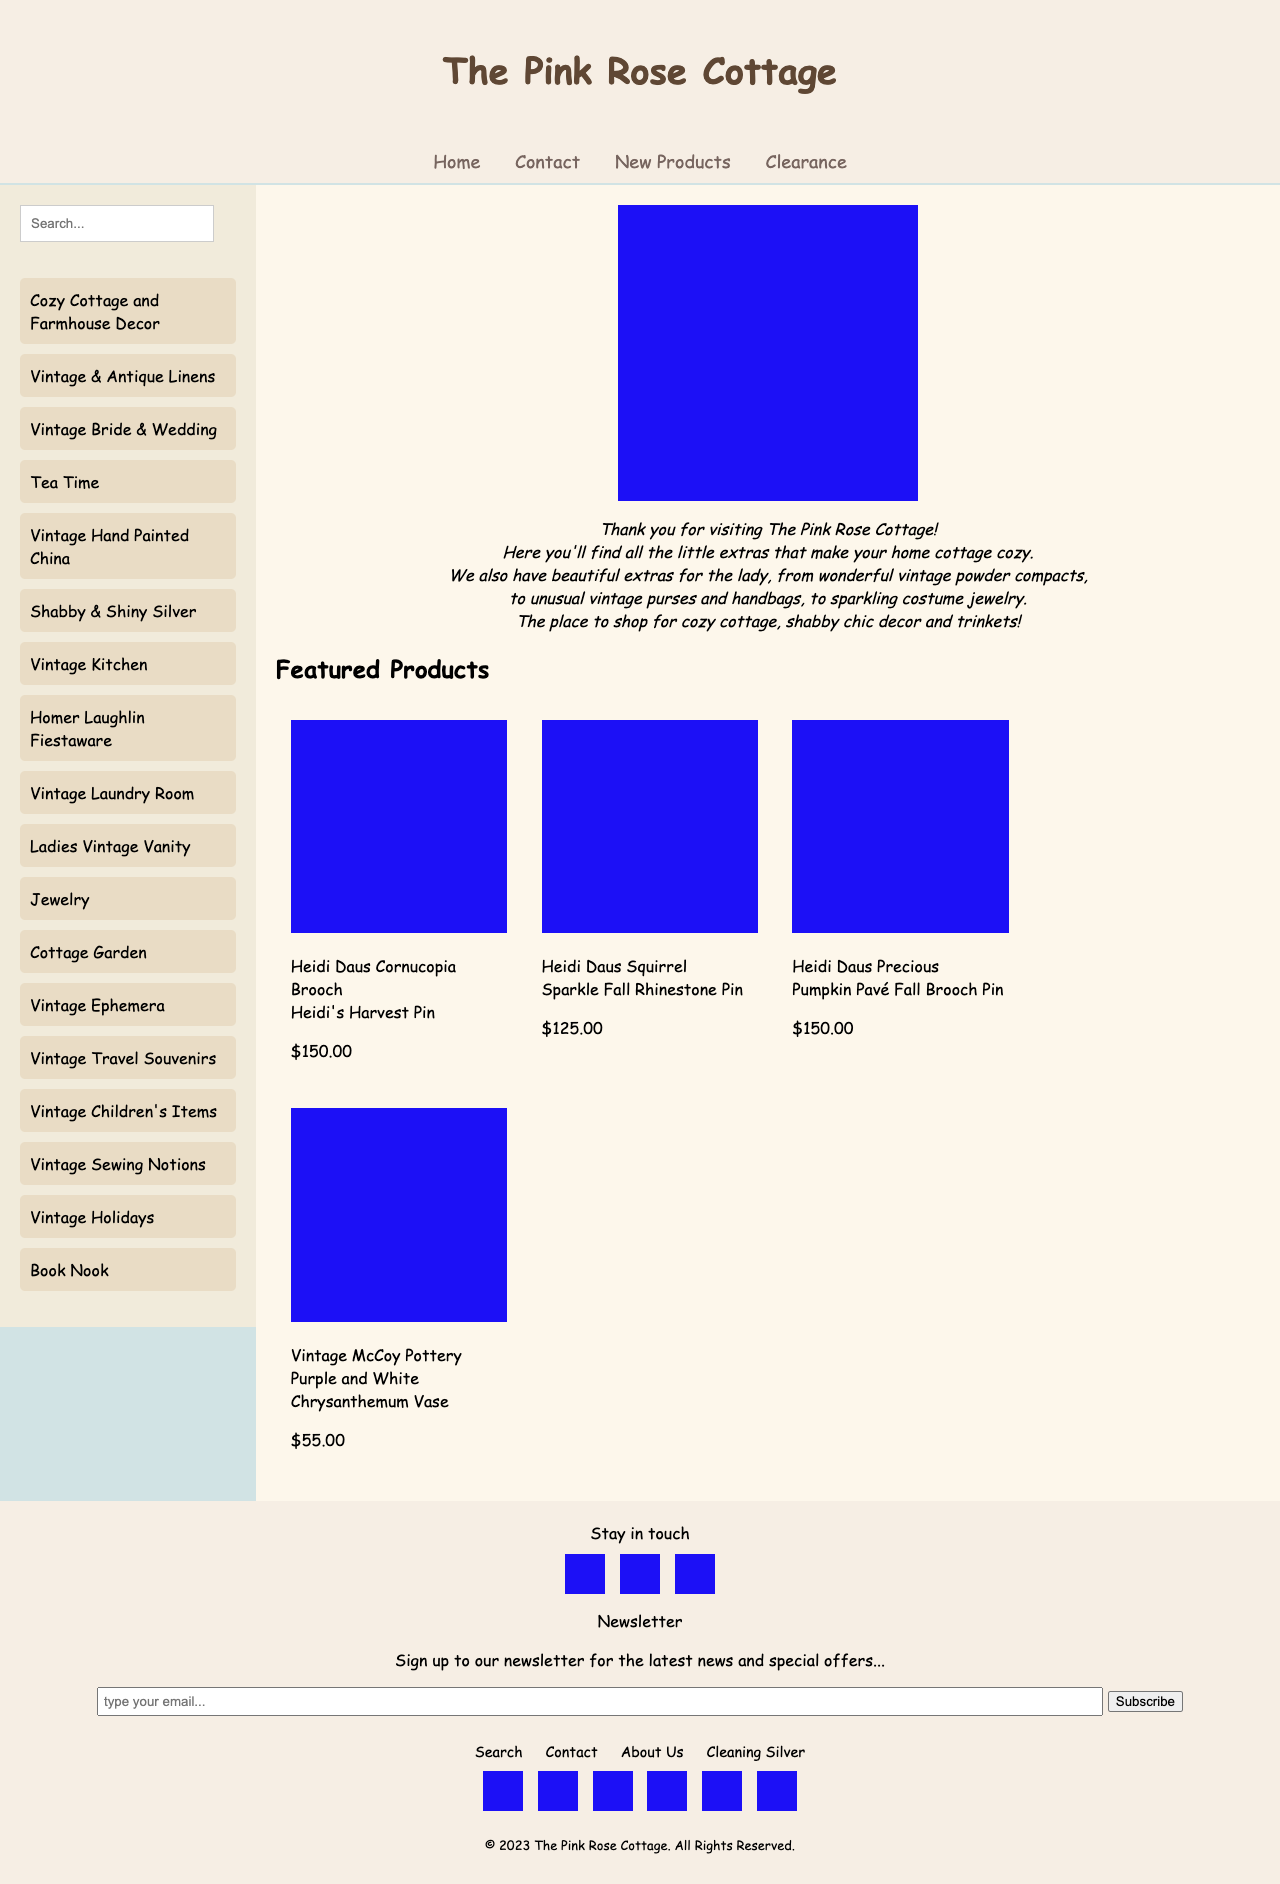 The Pink Rose Cottage
Home Contact New Products Clearance
Search...
Cozy Cottage and
Farmhouse Decor
Vintage & Antique Linens
Vintage Bride & Wedding
Tea Time
Vintage Hand Painted
China
Shabby & Shiny Silver
Vintage Kitchen
Homer Laughlin
Fiestaware
Vintage Laundry Room
Ladies Vintage Vanity
Jewelry
Cottage Garden
Vintage Ephemera
Vintage Travel Souvenirs
Vintage Children's Items
Vintage Sewing Notions
Vintage Holidays
Book Nook
Thank you for visiting The Pink Rose Cottage!
Here you'll find all the little extras that make your home cottage cozy.
We also have beautiful extras for the lady, from wonderful vintage powder compacts,
to unusual vintage purses and handbags, to sparkling costume jewelry.
The place to shop for cozy cottage, shabby chic decor and trinkets!
Featured Products
Heidi Daus Cornucopia
Brooch
Heidi's Harvest Pin
$150.00
Heidi Daus Squirrel
Sparkle Fall Rhinestone Pin
$125.00
Heidi Daus Precious
Pumpkin Pavé Fall Brooch Pin
$150.00
Vintage McCoy Pottery
Purple and White
Chrysanthemum Vase
$55.00
Stay in touch
Newsletter
Sign up to our newsletter for the latest news and special offers...
type your email... Subscribe
Search Contact About Us Cleaning Silver
© 2023 The Pink Rose Cottage. All Rights Reserved.